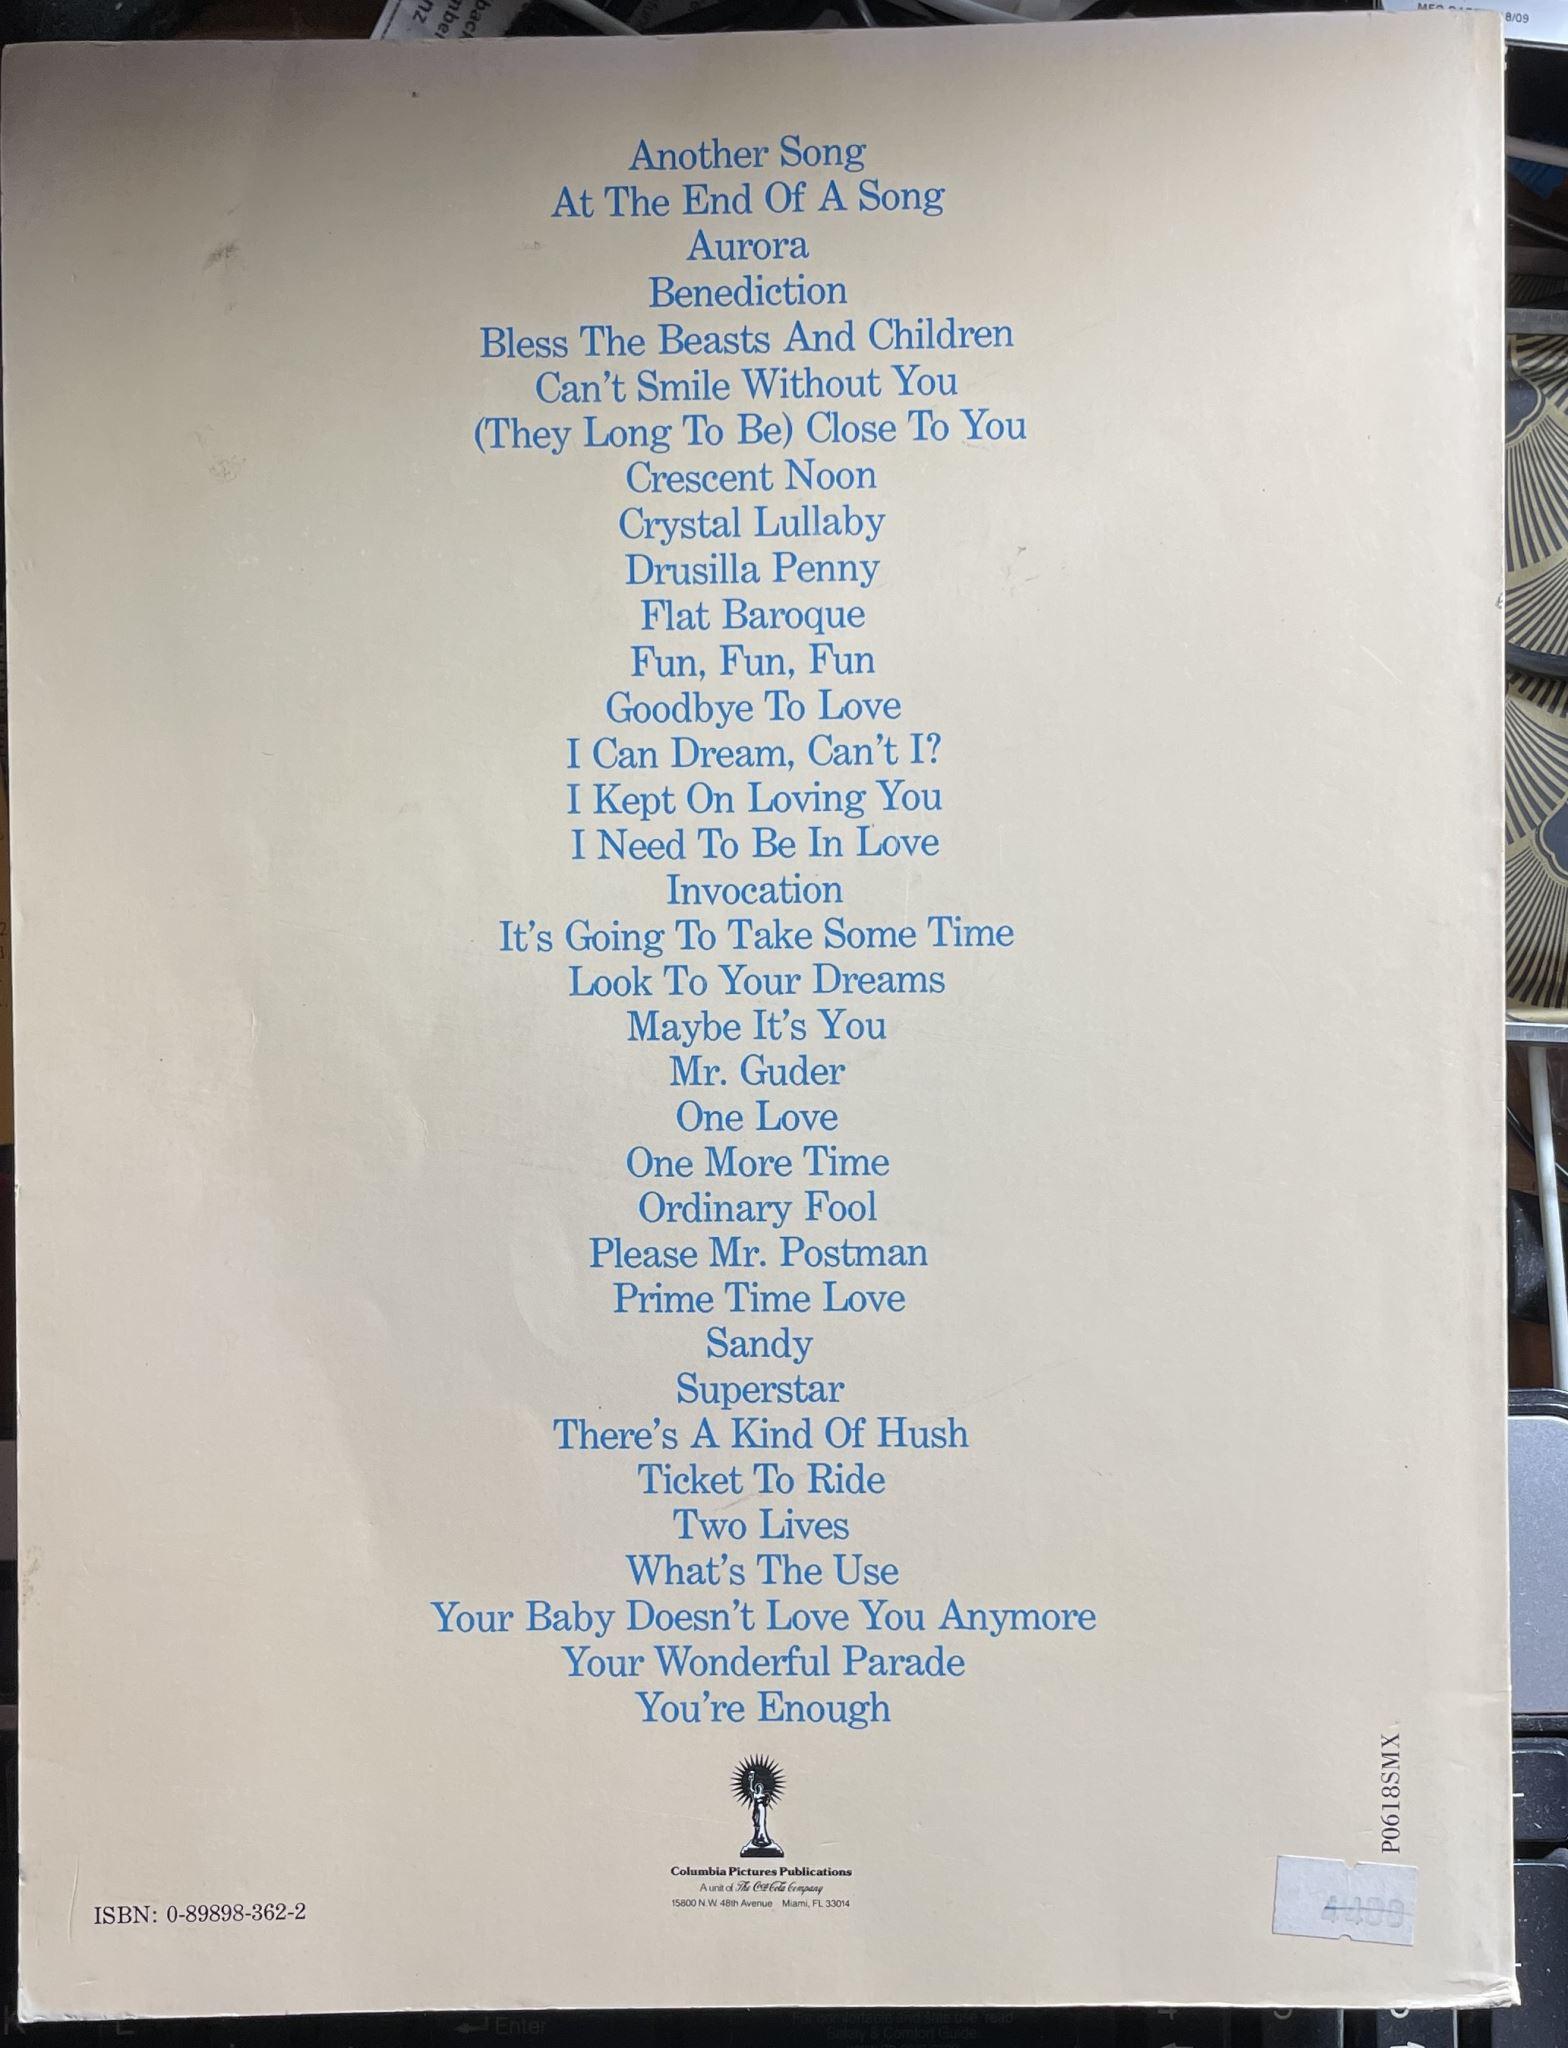 8/09
Another Song
At The End Of A Song
Aurora
Benediction
Bless The Beasts And Children
Can't Smile Without You
(They Long To Be) Close To You
Crescent Noon
Crystal Lullaby
Drusilla Penny
Flat Baroque
Fun, Fun, Fun
Goodbye To Love
I Can Dream, Can't I?
I Kept On Loving You
I Need To Be In Love
Invocation
It's Going To Take Some Time
Look To Your Dreams
Maybe It's You
Mr. Guder
One Love
One More Time
Ordinary Fool
Please Mr. Postman
Prime Time Love
Sandy
Superstar
There's A Kind Of Hush
Ticket To Ride
Two Lives
What's The Use
Your Baby Doesn't Love You Anymore
Your Wonderful Parade
You're Enough
P0618SMX
Columbia Pictures Publications
A unit of The Coca-Cola Company
15800 N.W. 48th Avenue Miami, FL 33014
ISBN: 0-89898-362-2
Enter
Safety & Comfort Guide